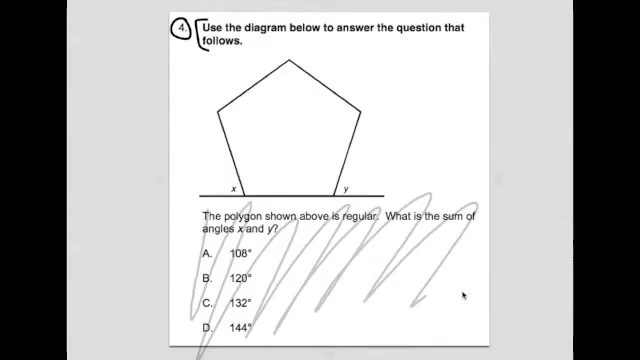 4. Use the diagram below to answer the question that
follows.
x y
The polygon shown above is regular. What is the sum of
angles x and y?
A. 108°
B. 120°
C. 132°
D. 144°